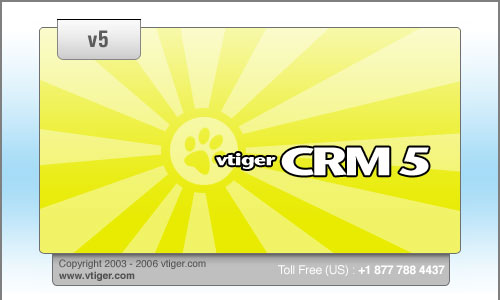 v5
vtiger CRM 5
Copyright 2003 - 2006 vtiger.com
www.vtiger.com
Toll Free (US) : +1 877 788 4437